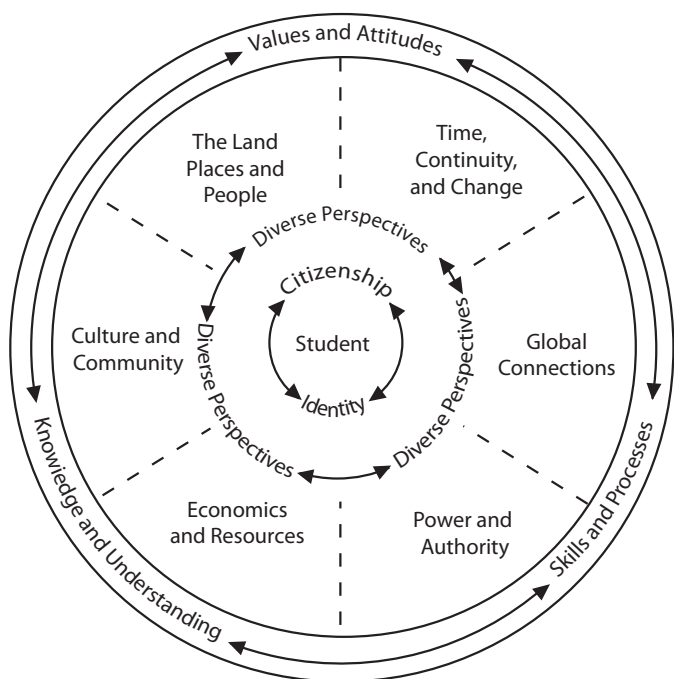 Values and Attitudes
The Land
Places and
People
Time,
Continuity,
and Change
Diverse Perspectives
Citizenship
Culture and
Community
Diverse Perspectives
Student
Diverse Perspectives
Global
Connections
Identity
Economics
and Resources
Power and
Authority
Knowledge and Understanding
Skills and Processes